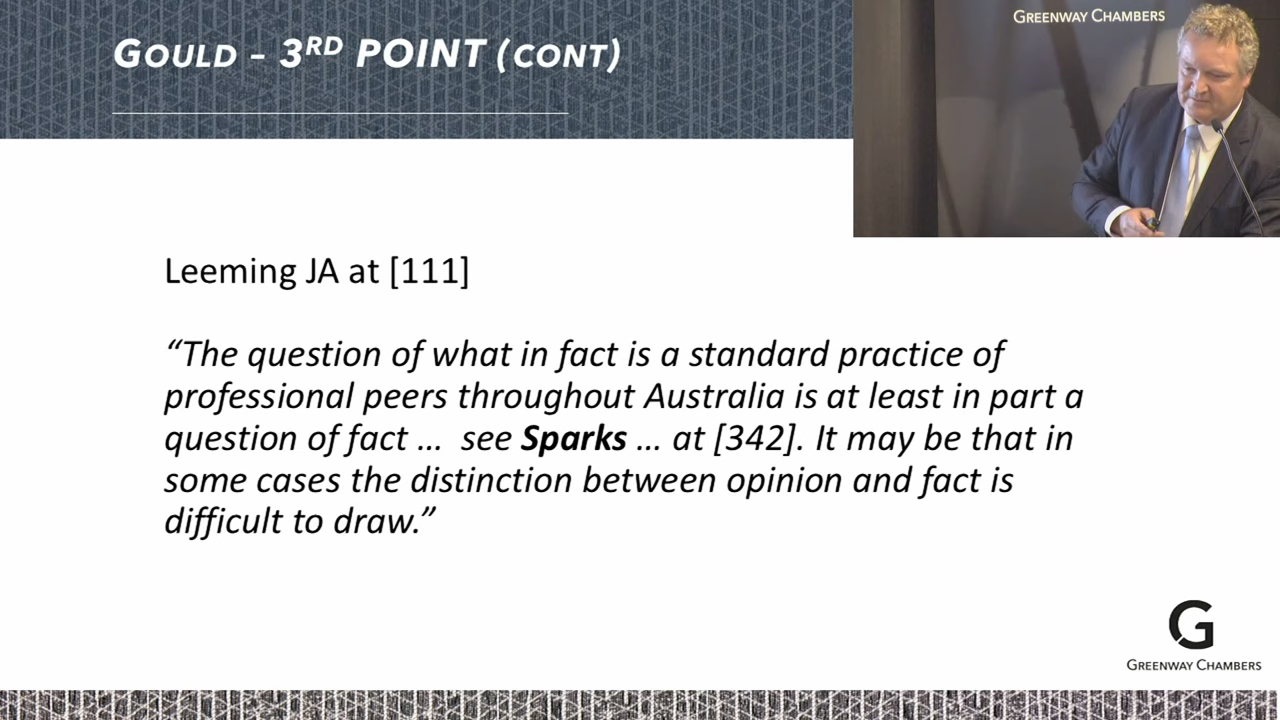 GOULD – 3RD POINT (CONT)
GREENWAY CHAMBERS
Leeming JA at [111]
“The question of what in fact is a standard practice of
professional peers throughout Australia is at least in part a
question of fact … see Sparks … at [342]. It may be that in
some cases the distinction between opinion and fact is
difficult to draw.”
G
GREENWAY CHAMBERS